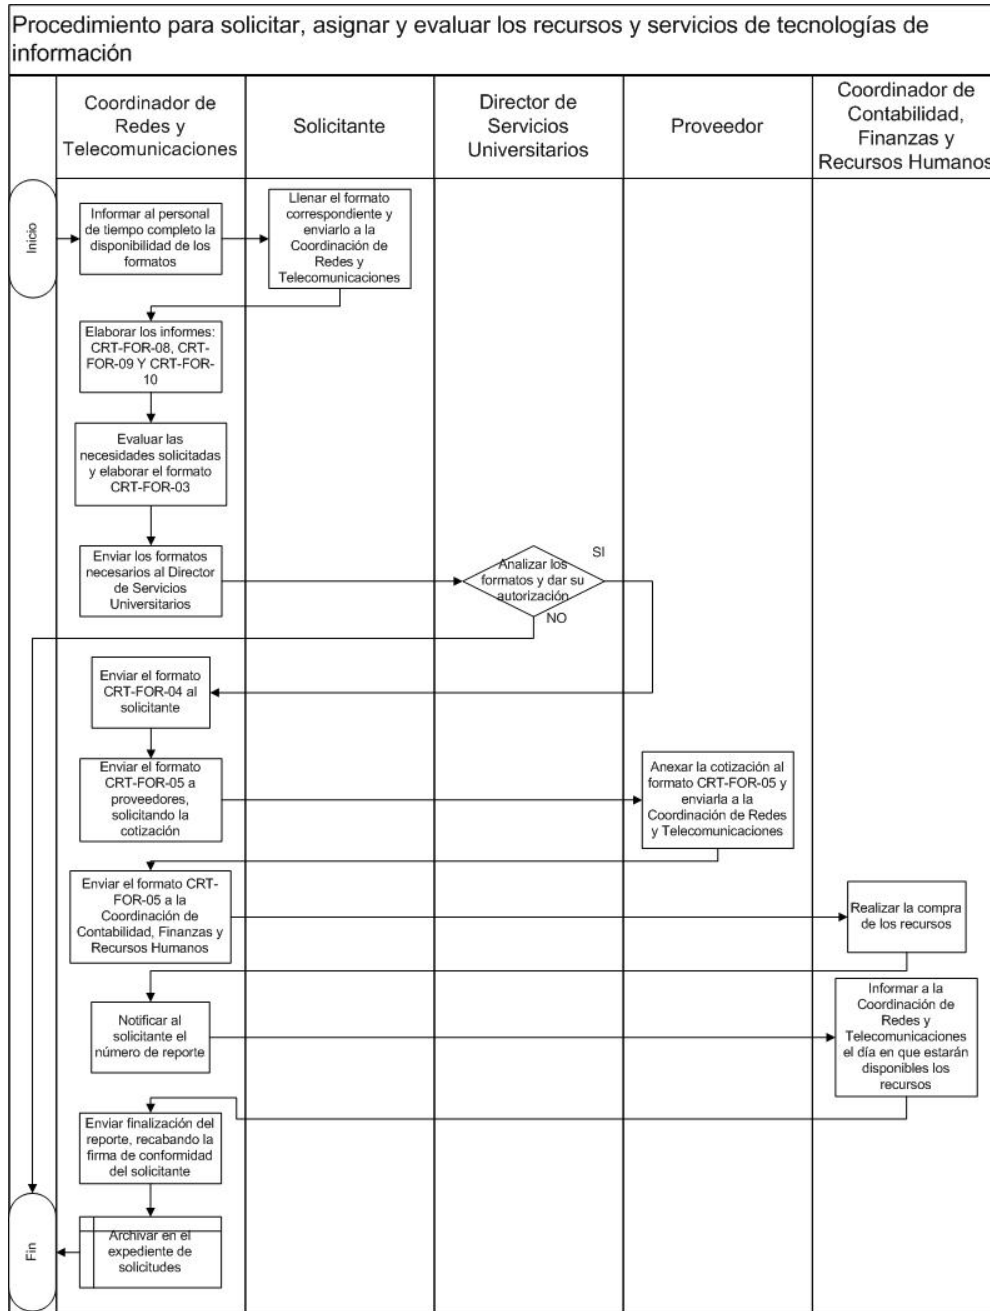 Procedimiento para solicitar, asignar y evaluar los recursos y servicios de tecnologías de
información
Coordinador de
Redes y
Telecomunicaciones
Solicitante
Director de
Servicios
Universitarios
Proveedor
Coordinador de
Contabilidad,
Finanzas y
Recursos Humanos
Inicio
Informar al personal
de tiempo completo la
disponibilidad de los
formatos
Llenar el formato
correspondiente y
enviarlo a la
Coordinación de
Redes y
Telecomunicaciones
Elaborar los informes:
CRT-FOR-08, CRT-
FOR-09 Y CRT-FOR-
10
Evaluar las
necesidades solicitadas
y elaborar el formato
CRT-FOR-03
Enviar los formatos
necesarios al Director
de Servicios
Universitarios
Analizar los
formatos y dar su
autorización
SI
NO
Enviar el formato
CRT-FOR-04 al
solicitante
Enviar el formato
CRT-FOR-05 a
proveedores,
solicitando la
cotización
Anexar la cotización al
formato CRT-FOR-05 y
enviarla a la
Coordinación de Redes
y Telecomunicaciones
Enviar el formato CRT-
FOR-05 a la
Coordinación de
Contabilidad, Finanzas y
Recursos Humanos
Realizar la compra
de los recursos
Notificar al
solicitante el
número de reporte
Informar a la
Coordinación de
Redes y
Telecomunicaciones
el día en que estarán
disponibles los
recursos
Enviar finalización del
reporte, recabando la
firma de conformidad
del solicitante
Archivar en el
expediente de
solicitudes
Fin